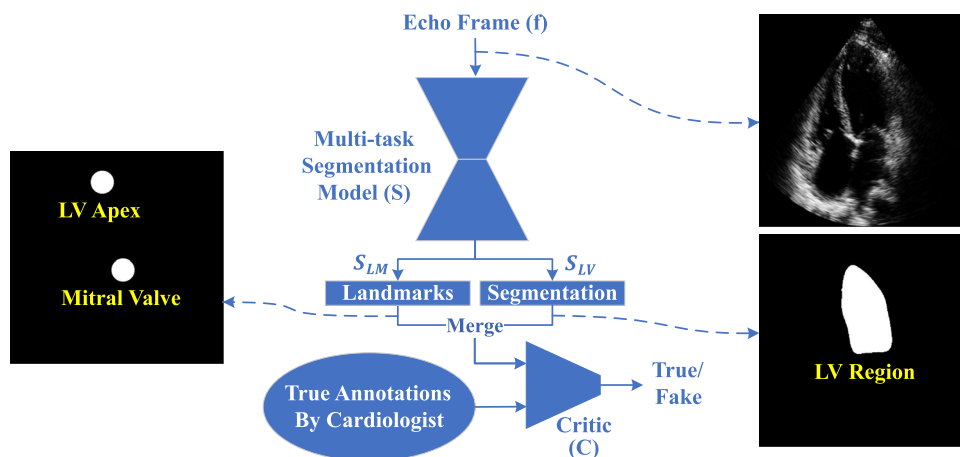 Echo Frame (f)
Multi-task
Segmentation
Model (S)
LV Apex
Mitral Valve
S_LM
S_LV
Landmarks
Segmentation
Merge
LV Region
True Annotations
By Cardiologist
True/
Fake
Critic
(C)